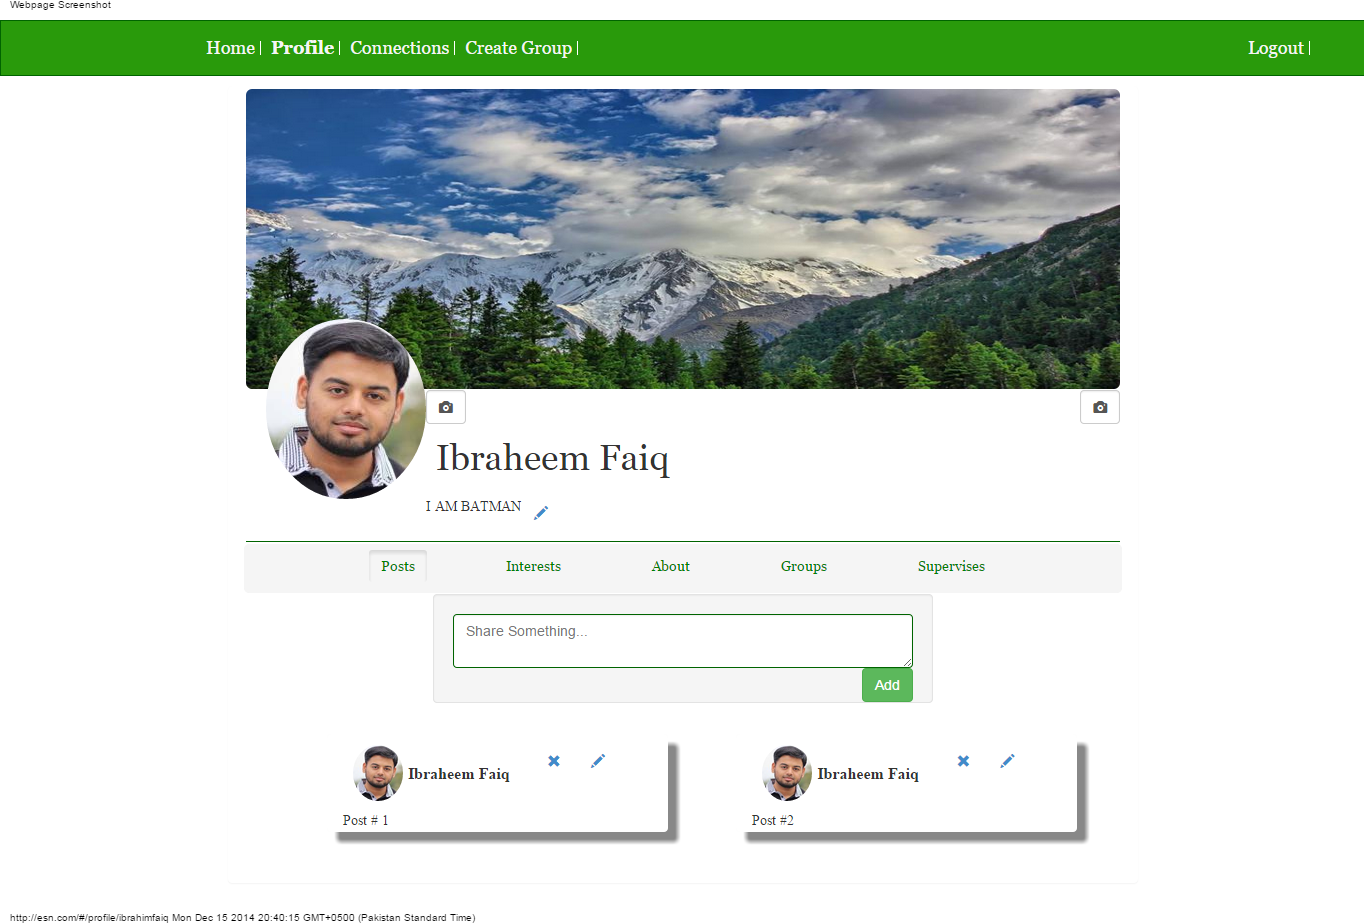 Webpage Screenshot
Home | Profile | Connections | Create Group | Logout |
Ibraheem Faiq
I AM BATMAN
Posts Interests About Groups Supervises
Share Something...
Add
Ibraheem Faiq Ibraheem Faiq
Post # 1 Post #2
http://esn.com/#/profile/ibrahimfaiq Mon Dec 15 2014 20:40:15 GMT+0500 (Pakistan Standard Time)